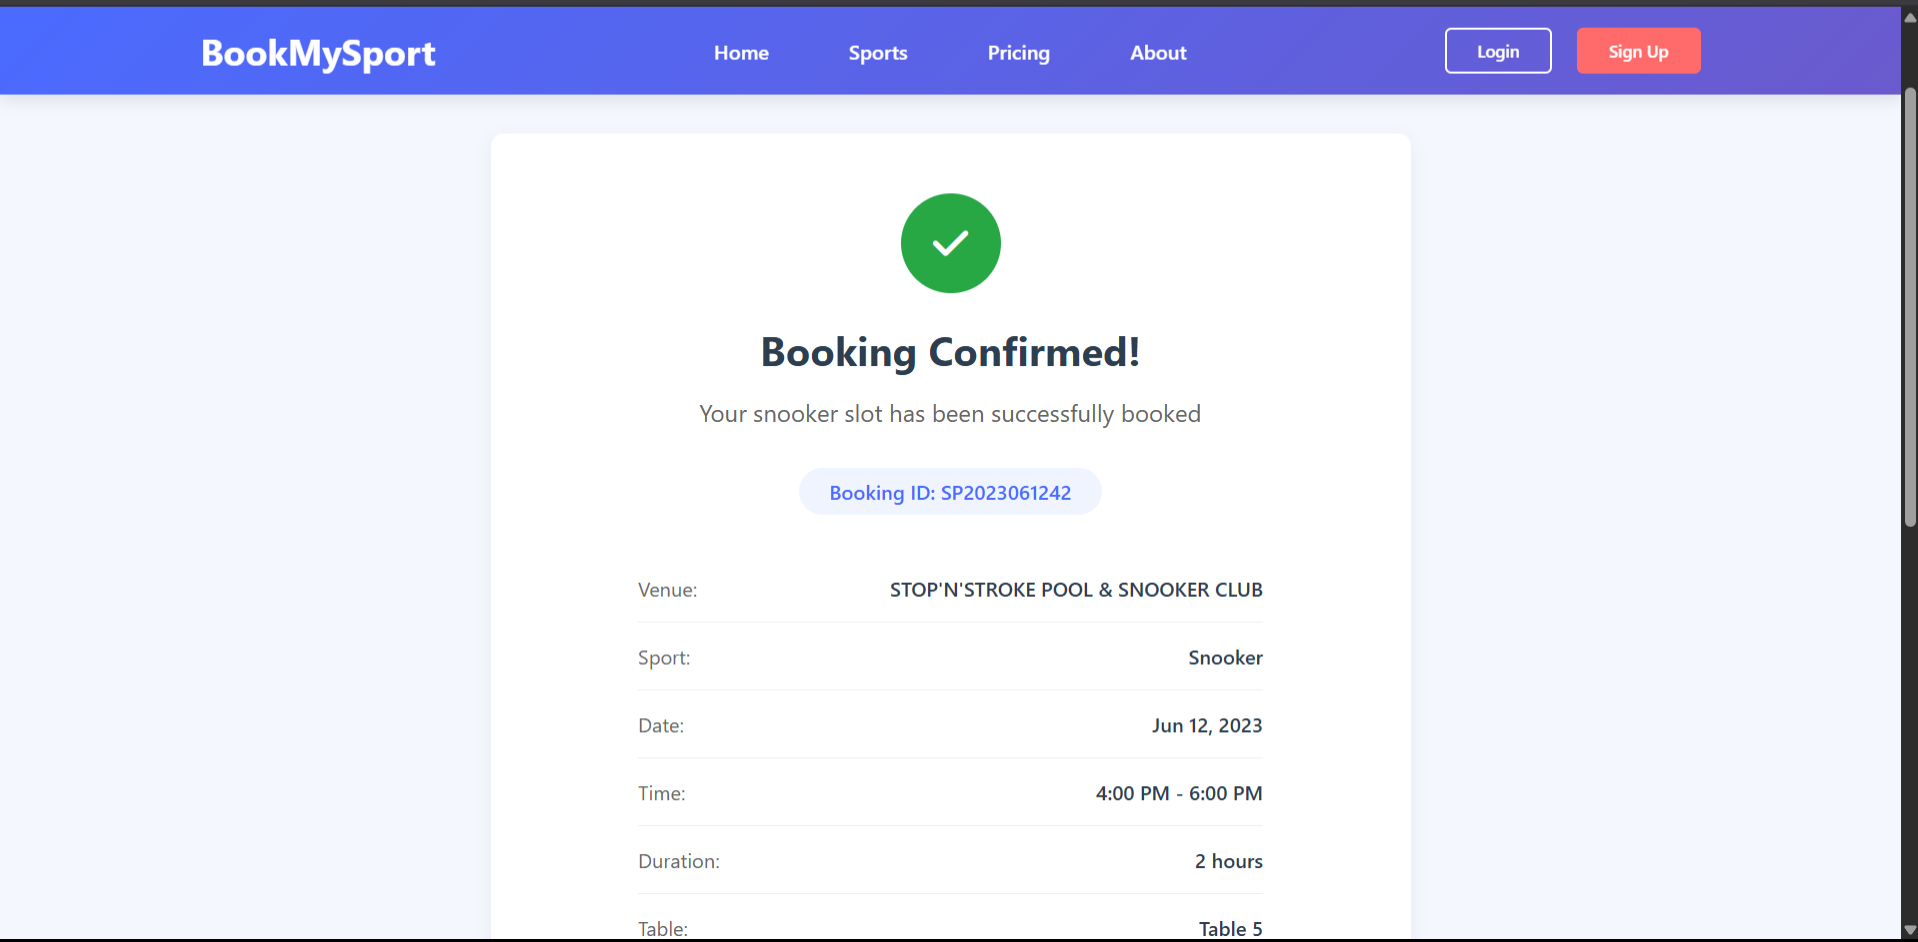 BookMySport
Home
Sports
Pricing
About
Login
Sign Up
Booking Confirmed!
Your snooker slot has been successfully booked
Booking ID: SP2023061242
Venue: STOP'N'STROKE POOL & SNOOKER CLUB
Sport: Snooker
Date: Jun 12, 2023
Time: 4:00 PM - 6:00 PM
Duration: 2 hours
Table: Table 5